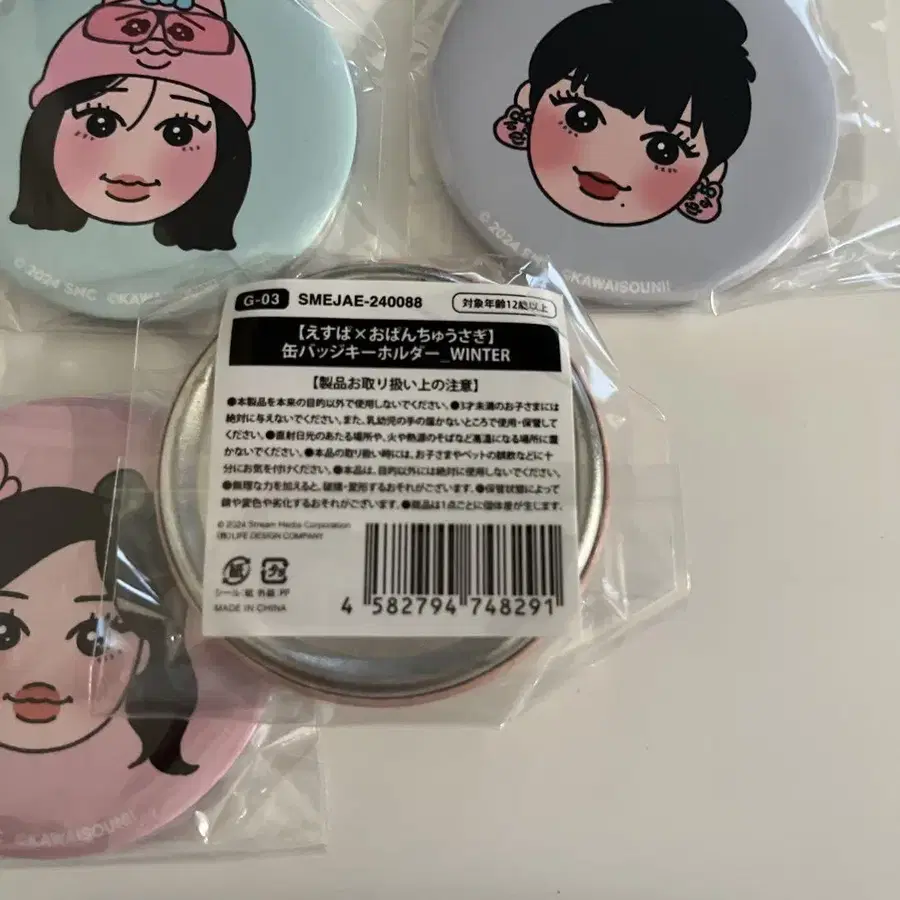 © 2024 SMC ©KAWAISOUNI!
© 2024 SMC ©KAWAISOUNI!
G-03 SMEJAE-240088 対象年齢12歳以上
【えすぱ×おぱんちゅうさぎ】
缶バッジキーホルダー_WINTER
【製品お取り扱い上の注意】
●本製品を本来の目的以外で使用しないでください。●3才未満のお子さまには
絶対に与えないでください。また、乳幼児の手の届かないところで使用・保管して
ください。●直射日光のあたる場所や、火や熱源のそばなど高温になる場所に置
かないでください。●本品の取り扱い時には、お子さまやペットの誤飲などに十
分にお気を付けください。●本品は、目的以外には絶対に使用しないでください。
●無理な力を加えると、破損・変形するおそれがございます。●保管状態によって
錆や変色や劣化するおそれがございます。●商品は1点ごとに個体差が生じます。
© 2024 Stream Media Corporation
(株)LIFE DESIGN COMPANY
シール:紙 外装:PP
MADE IN CHINA
4 582794 748291
©KAWAISOUNI!